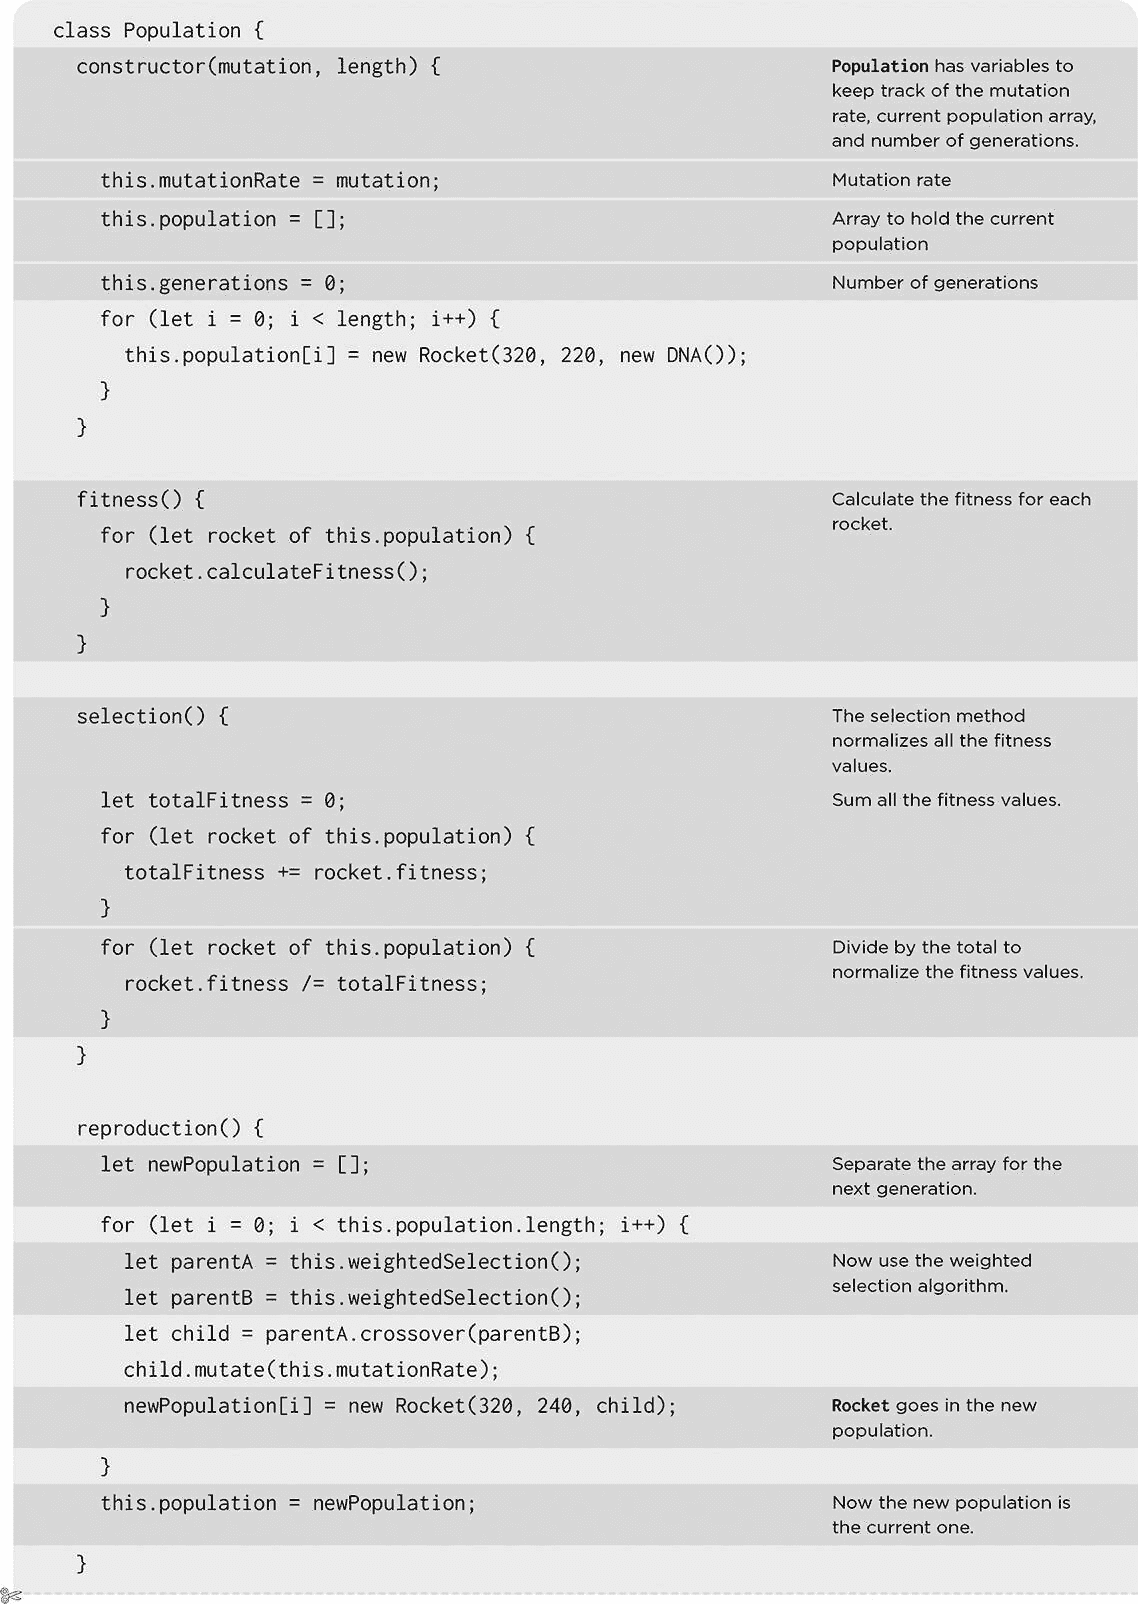 class Population {
constructor(mutation, length) {
Population has variables to
keep track of the mutation
rate, current population array,
and number of generations.
this.mutationRate = mutation;
Mutation rate
this.population = [];
Array to hold the current
population
this.generations = 0;
Number of generations
for (let i = 0; i < length; i++) {
this.population[i] = new Rocket(320, 220, new DNA());
}
}
fitness() {
Calculate the fitness for each
rocket.
for (let rocket of this.population) {
rocket.calculateFitness();
}
}
selection() {
The selection method
normalizes all the fitness
values.
let totalFitness = 0;
Sum all the fitness values.
for (let rocket of this.population) {
totalFitness += rocket.fitness;
}
for (let rocket of this.population) {
Divide by the total to
normalize the fitness values.
rocket.fitness /= totalFitness;
}
}
reproduction() {
let newPopulation = [];
Separate the array for the
next generation.
for (let i = 0; i < this.population.length; i++) {
let parentA = this.weightedSelection();
Now use the weighted
selection algorithm.
let parentB = this.weightedSelection();
let child = parentA.crossover(parentB);
child.mutate(this.mutationRate);
newPopulation[i] = new Rocket(320, 240, child);
Rocket goes in the new
population.
}
this.population = newPopulation;
Now the new population is
the current one.
}